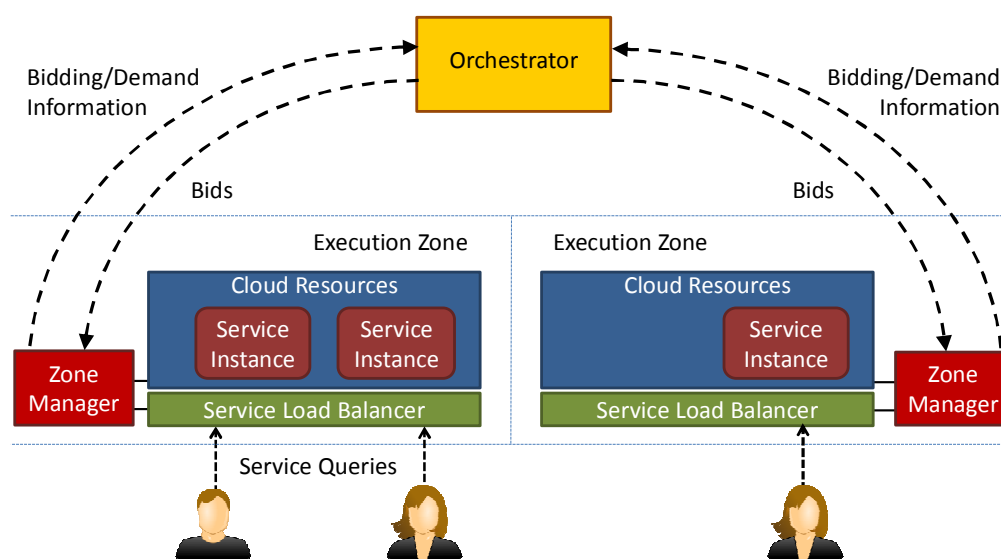 Orchestrator
Bidding/Demand
Information
Bidding/Demand
Information
Bids
Bids
Execution Zone
Execution Zone
Cloud Resources
Cloud Resources
Service
Instance
Service
Instance
Service
Instance
Zone
Manager
Zone
Manager
Service Load Balancer
Service Load Balancer
Service Queries